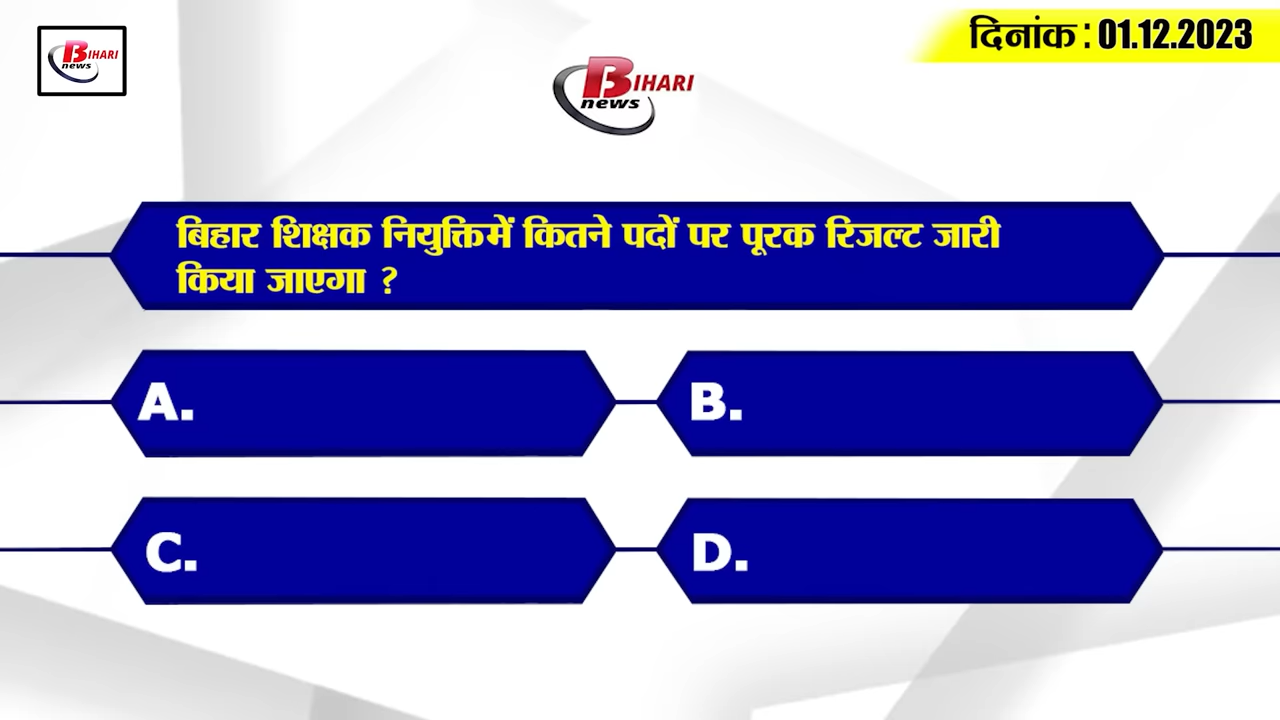 BIHARI
news
दिनांक : 01.12.2023
BIHARI
news
बिहार शिक्षक नियुक्तिमें कितने पदों पर पूरक रिजल्ट जारी
किया जाएगा ?
A.
B.
C.
D.